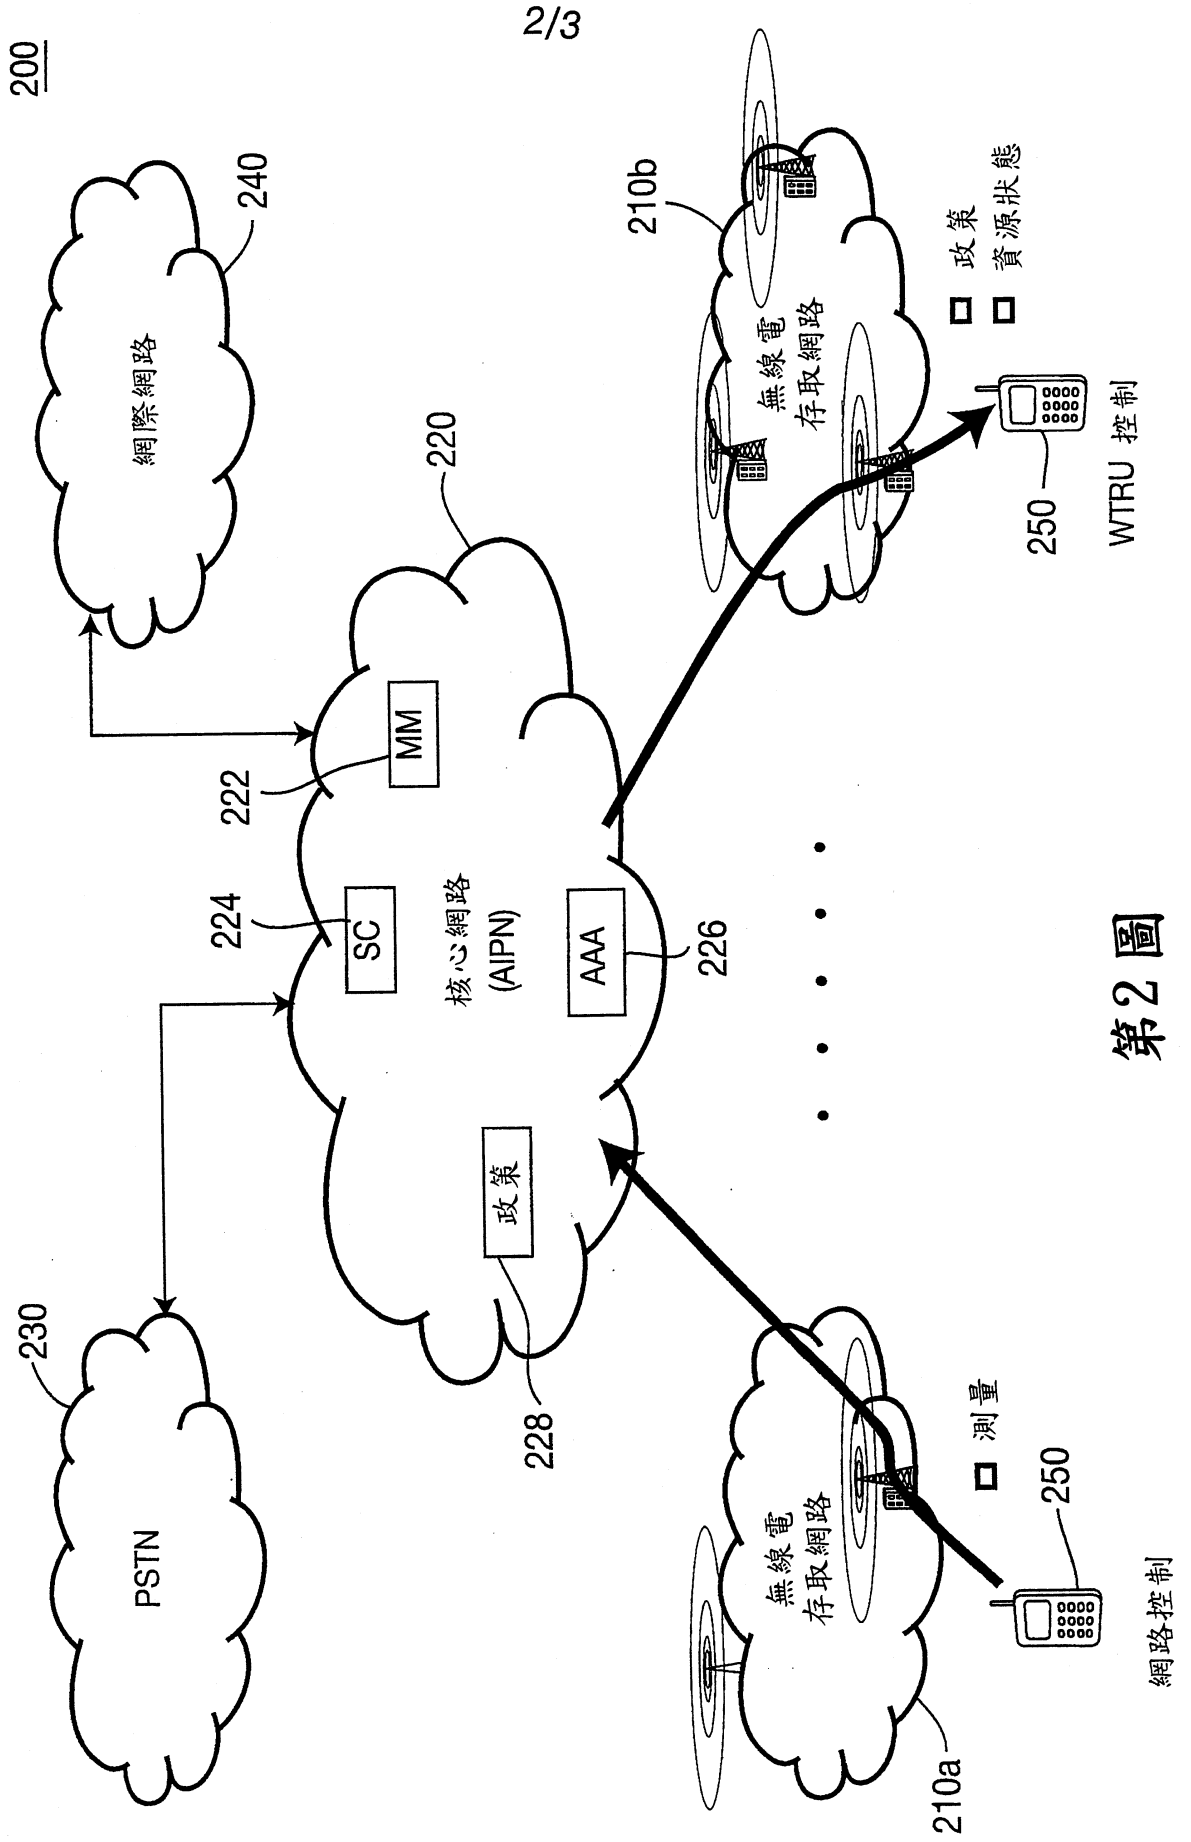 2/3
200
230
PSTN
240
網際網路
220
222
MM
224
SC
核心網路
(AIPN)
226
AAA
228
政策
210a
無線電
存取網路
測量
250
網路控制
210b
無線電
存取網路
政策
資源狀態
250
WTRU 控制
第2圖